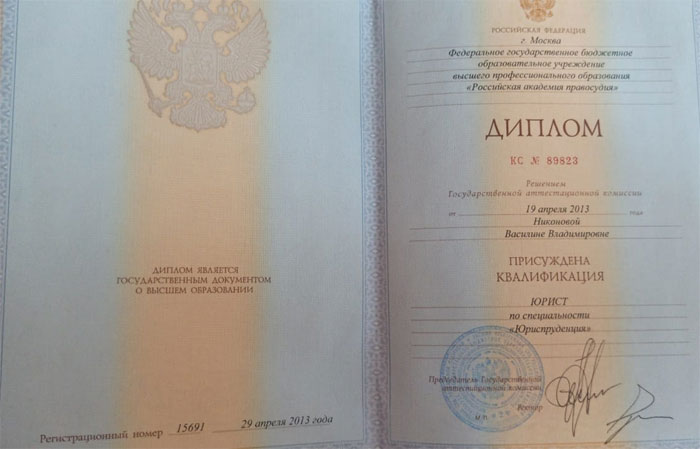 ДИПЛОМ ЯВЛЯЕТСЯ
ГОСУДАРСТВЕННЫМ ДОКУМЕНТОМ
О ВЫСШЕМ ОБРАЗОВАНИИ
Регистрационный номер 15691 29 апреля 2013 года
РОССИЙСКАЯ ФЕДЕРАЦИЯ
г. Москва
Федеральное государственное бюджетное
образовательное учреждение
высшего профессионального образования
«Российская академия правосудия»
ДИПЛОМ
КС № 89823
Решением
Государственной аттестационной комиссии
от 19 апреля 2013 года
Никоновой
Василине Владимировне
ПРИСУЖДЕНА
КВАЛИФИКАЦИЯ
ЮРИСТ
по специальности
«Юриспруденция»
Председатель Государственной
аттестационной комиссии
Ректор
М.П.